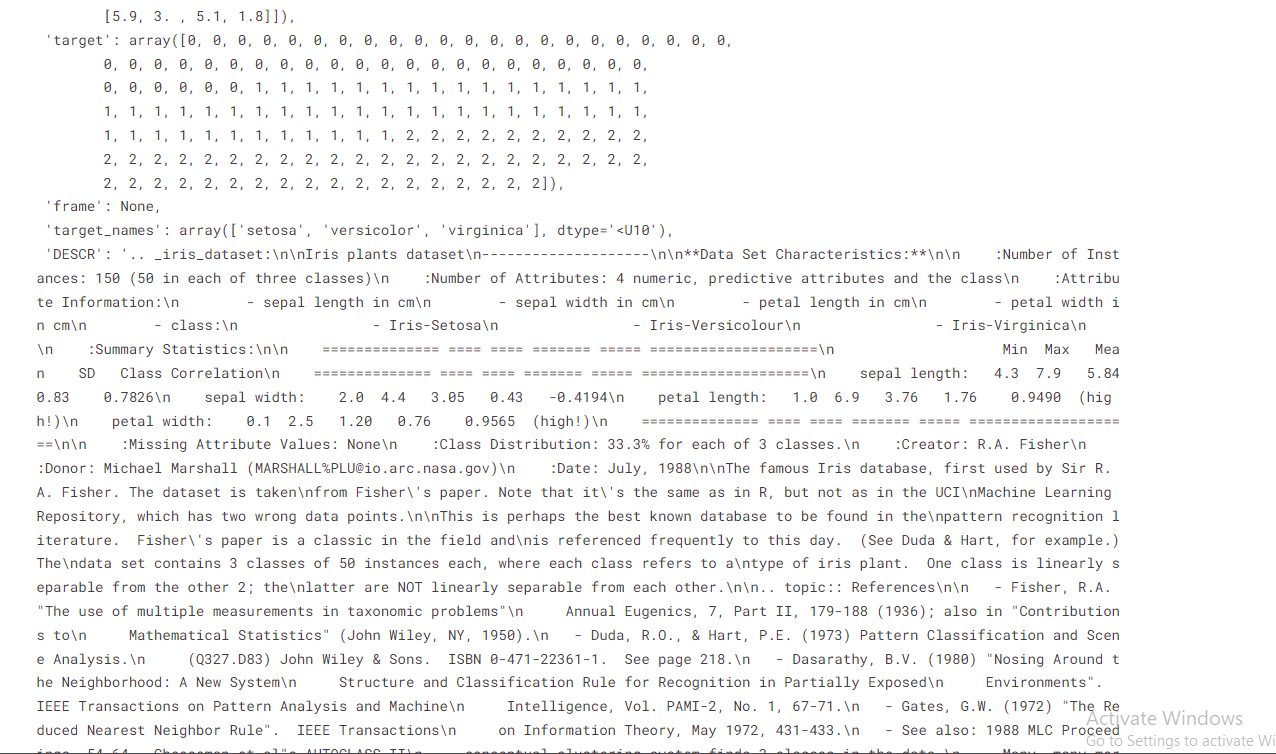 [5.9, 3. , 5.1, 1.8]]),
'target': array([0, 0, 0, 0, 0, 0, 0, 0, 0, 0, 0, 0, 0, 0, 0, 0, 0, 0, 0, 0, 0, 0,
0, 0, 0, 0, 0, 0, 0, 0, 0, 0, 0, 0, 0, 0, 0, 0, 0, 0, 0, 0, 0, 0,
0, 0, 0, 0, 0, 0, 1, 1, 1, 1, 1, 1, 1, 1, 1, 1, 1, 1, 1, 1, 1, 1,
1, 1, 1, 1, 1, 1, 1, 1, 1, 1, 1, 1, 1, 1, 1, 1, 1, 1, 1, 1, 1, 1,
1, 1, 1, 1, 1, 1, 1, 1, 1, 1, 1, 1, 2, 2, 2, 2, 2, 2, 2, 2, 2, 2,
2, 2, 2, 2, 2, 2, 2, 2, 2, 2, 2, 2, 2, 2, 2, 2, 2, 2, 2, 2, 2, 2,
2, 2, 2, 2, 2, 2, 2, 2, 2, 2, 2, 2, 2, 2, 2, 2, 2, 2]),
'frame': None,
'target_names': array(['setosa', 'versicolor', 'virginica'], dtype='<U10'),
'DESCR': '.. _iris_dataset:\n\nIris plants dataset\n--------------------\n\n**Data Set Characteristics:**\n\n    :Number of Inst
ances: 150 (50 in each of three classes)\n    :Number of Attributes: 4 numeric, predictive attributes and the class\n    :Attribu
te Information:\n        - sepal length in cm\n        - sepal width in cm\n        - petal length in cm\n        - petal width i
n cm\n        - class:\n                - Iris-Setosa\n                - Iris-Versicolour\n                - Iris-Virginica\n
\n    :Summary Statistics:\n\n    ============== ==== ==== ======= ===== ====================\n                    Min  Max   Mea
n    SD   Class Correlation\n    ============== ==== ==== ======= ===== ====================\n    sepal length:   4.3  7.9   5.84
0.83    0.7826\n    sepal width:    2.0  4.4   3.05   0.43   -0.4194\n    petal length:   1.0  6.9   3.76   1.76    0.9490  (hig
h!)\n    petal width:    0.1  2.5   1.20   0.76    0.9565  (high!)\n    ============== ==== ==== ======= ===== ==================
==\n\n    :Missing Attribute Values: None\n    :Class Distribution: 33.3% for each of 3 classes.\n    :Creator: R.A. Fisher\n
:Donor: Michael Marshall (MARSHALL%PLU@io.arc.nasa.gov)\n    :Date: July, 1988\n\nThe famous Iris database, first used by Sir R.
A. Fisher. The dataset is taken\nfrom Fisher\'s paper. Note that it\'s the same as in R, but not as in the UCI\nMachine Learning
Repository, which has two wrong data points.\n\nThis is perhaps the best known database to be found in the\npattern recognition l
iterature.  Fisher\'s paper is a classic in the field and\nis referenced frequently to this day.  (See Duda & Hart, for example.)
The\ndata set contains 3 classes of 50 instances each, where each class refers to a\ntype of iris plant.  One class is linearly s
eparable from the other 2; the\nlatter are NOT linearly separable from each other.\n\n.. topic:: References\n\n   - Fisher, R.A.
"The use of multiple measurements in taxonomic problems"\n     Annual Eugenics, 7, Part II, 179-188 (1936); also in "Contribution
s to\n     Mathematical Statistics" (John Wiley, NY, 1950).\n   - Duda, R.O., & Hart, P.E. (1973) Pattern Classification and Scen
e Analysis.\n     (Q327.D83) John Wiley & Sons.  ISBN 0-471-22361-1.  See page 218.\n   - Dasarathy, B.V. (1980) "Nosing Around t
he Neighborhood: A New System\n     Structure and Classification Rule for Recognition in Partially Exposed\n     Environments".
IEEE Transactions on Pattern Analysis and Machine\n     Intelligence, Vol. PAMI-2, No. 1, 67-71.\n   - Gates, G.W. (1972) "The Re
duced Nearest Neighbor Rule".  IEEE Transactions\n     on Information Theory, May 1972, 431-433.\n   - See also: 1988 MLC Proceed
Activate Windows
Go to Settings to activate Wi